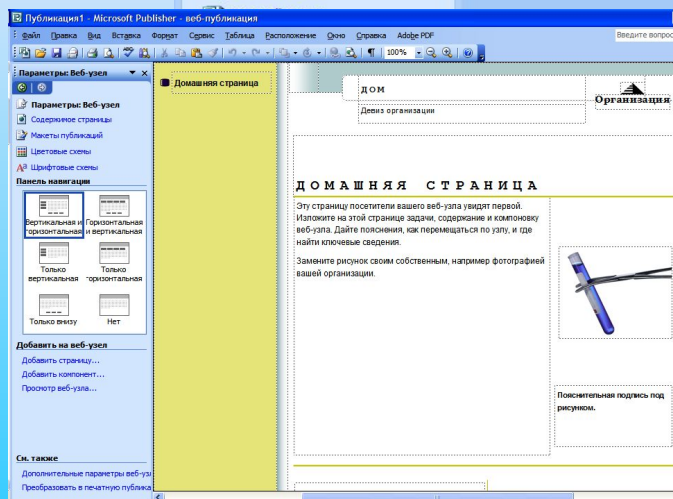 Публикация1 - Microsoft Publisher - веб-публикация
Файл Правка Вид Вставка Формат Сервис Таблица Расположение Окно Справка Adobe PDF
Введите вопрос
100%
Параметры: Веб-узел
Параметры: Веб-узел
Содержимое страницы
Макеты публикаций
Цветовые схемы
Шрифтовые схемы
Панель навигации
Вертикальная и Горизонтальная
горизонтальная и вертикальная
Только Только
вертикальная горизонтальная
Только внизу Нет
Добавить на веб-узел
Добавить страницу...
Добавить компонент...
Просмотр веб-узла...
См. также
Дополнительные параметры веб-узл
Преобразовать в печатную публика
Домашняя страница
дом
Девиз организации
Организация
ДОМАШНЯЯ СТРАНИЦА
Эту страницу посетители вашего веб-узла увидят первой.
Изложите на этой странице задачи, содержание и компоновку
веб-узла. Дайте пояснения, как перемещаться по узлу, и где
найти ключевые сведения.
Замените рисунок своим собственным, например фотографией
вашей организации.
Пояснительная подпись под
рисунком.